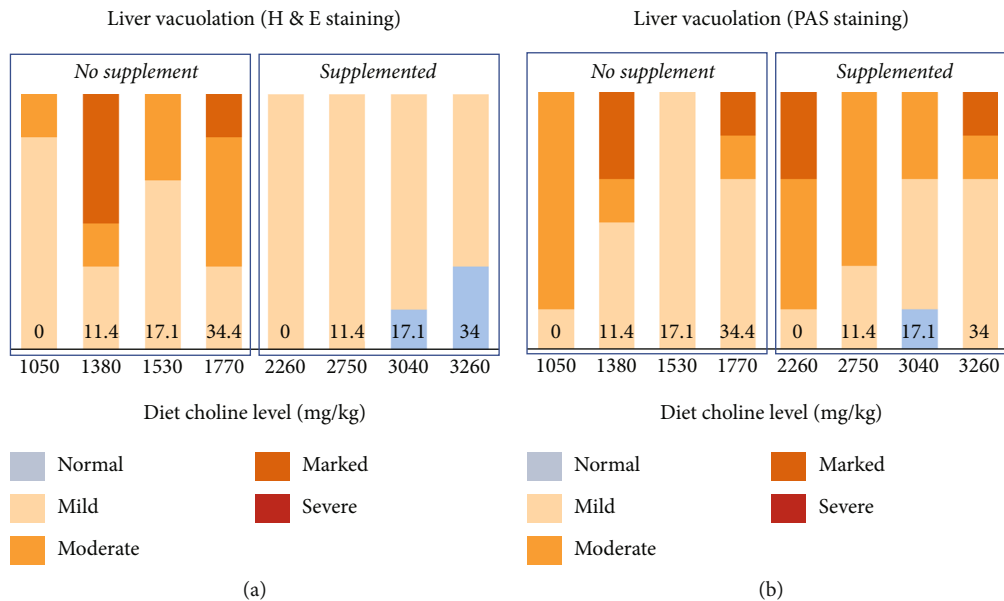 Liver vacuolation (H & E staining)
No supplement
Supplemented
0
11.4
17.1
34.4
0
11.4
17.1
34
1050
1380
1530
1770
2260
2750
3040
3260
Diet choline level (mg/kg)
Normal
Mild
Moderate
Marked
Severe
(a)
Liver vacuolation (PAS staining)
No supplement
Supplemented
0
11.4
17.1
34.4
0
11.4
17.1
34
1050
1380
1530
1770
2260
2750
3040
3260
Diet choline level (mg/kg)
Normal
Mild
Moderate
Marked
Severe
(b)